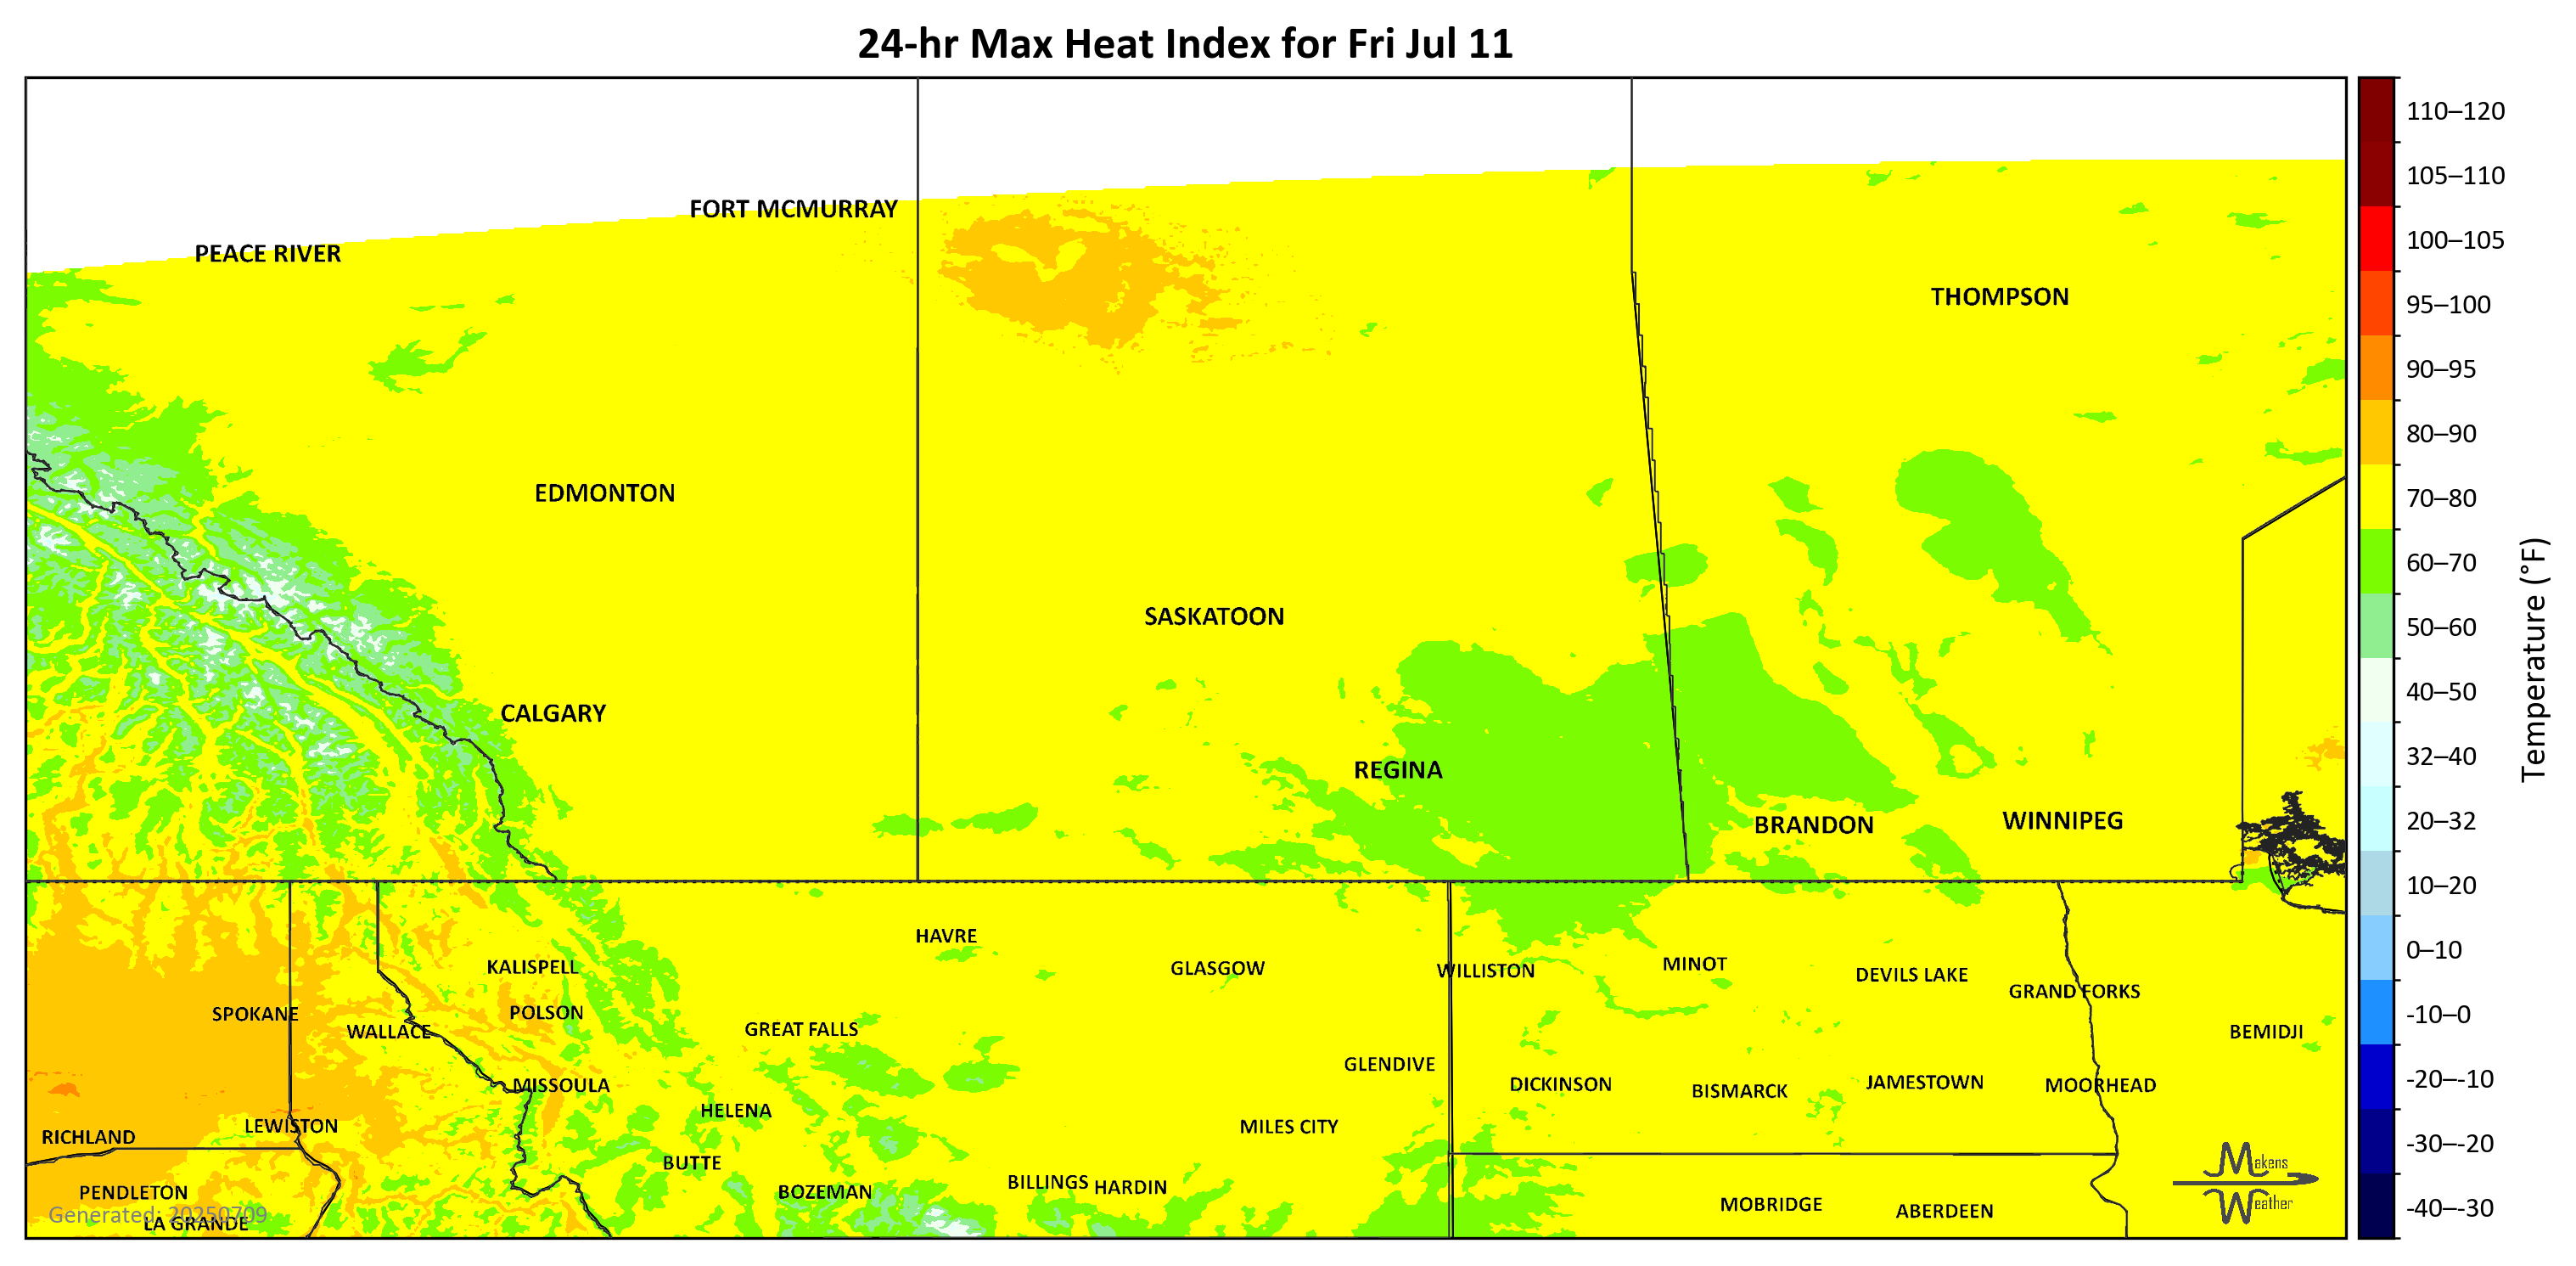 24-hr Max Heat Index for Fri Jul 11
110–120
105–110
FORT MCMURRAY
100–105
PEACE RIVER
THOMPSON
95–100
90–95
80–90
EDMONTON
70–80
60–70
SASKATOON
50–60
40–50
CALGARY
32–40
REGINA
Temperature (°F)
BRANDON
WINNIPEG
20–32
10–20
HAVRE
0–10
KALISPELL
GLASGOW
WILLISTON
MINOT
DEVILS LAKE
GRAND FORKS
SPOKANE
POLSON
-10–0
WALLACE
GREAT FALLS
BEMIDJI
GLENDIVE
-20–-10
MISSOULA
DICKINSON
BISMARCK
JAMESTOWN
MOORHEAD
HELENA
LEWISTON
MILES CITY
RICHLAND
-30–-20
BUTTE
Makens
Weather
PENDLETON
BOZEMAN
BILLINGS
HARDIN
MOBRIDGE
ABERDEEN
-40–-30
Generated: 20250709
LA GRANDE